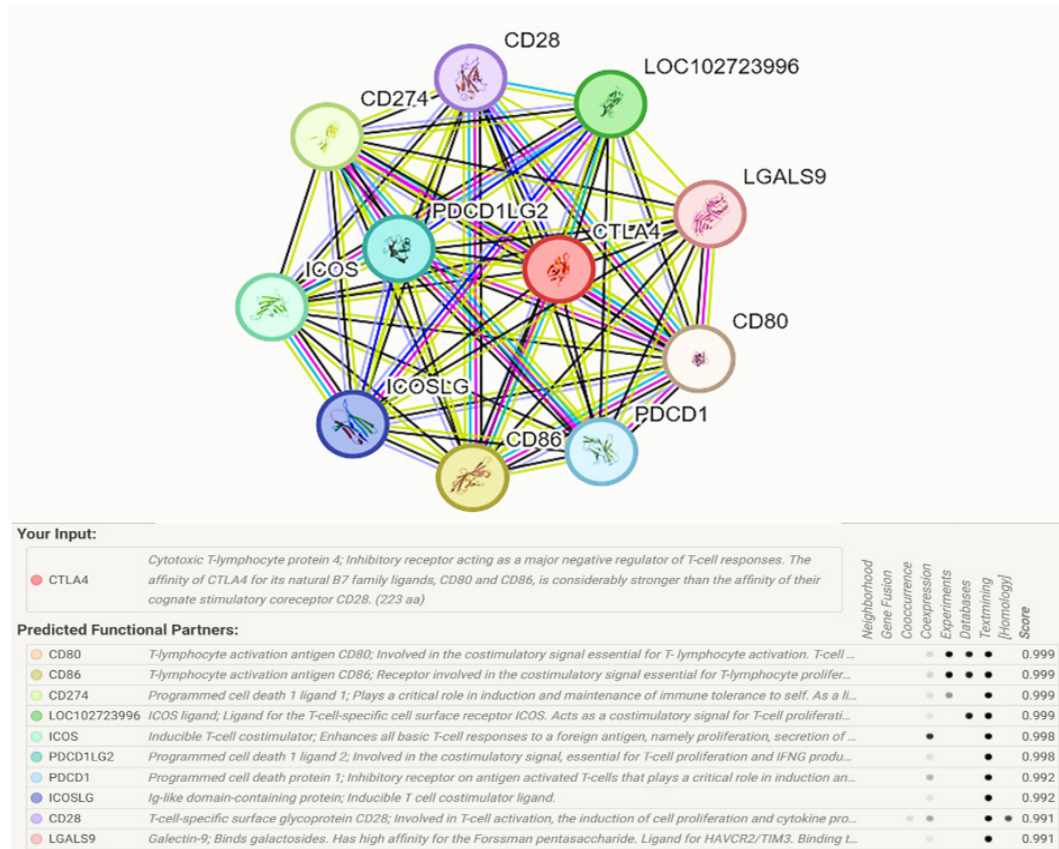 CD28
LOC102723996
CD274
LGALS9
PDCD1LG2
CTLA4
ICOS
CD80
ICOSLG
PDCD1
CD86
Your Input:
Neighborhood
Gene Fusion
Cooccurrence
Coexpression
Experiments
Databases
Textmining
[Homology]
Score
CTLA4
Cytotoxic T-lymphocyte protein 4; Inhibitory receptor acting as a major negative regulator of T-cell responses. The
affinity of CTLA4 for its natural B7 family ligands, CD80 and CD86, is considerably stronger than the affinity of their
cognate stimulatory coreceptor CD28. (223 aa)
Predicted Functional Partners:
CD80 T-lymphocyte activation antigen CD80; Involved in the costimulatory signal essential for T- lymphocyte activation. T-cell ... 0.999
CD86 T-lymphocyte activation antigen CD86; Receptor involved in the costimulatory signal essential for T-lymphocyte prolifer... 0.999
CD274 Programmed cell death 1 ligand 1; Plays a critical role in induction and maintenance of immune tolerance to self. As a li... 0.999
LOC102723996 ICOS ligand; Ligand for the T-cell-specific cell surface receptor ICOS. Acts as a costimulatory signal for T-cell proliferati... 0.999
ICOS Inducible T-cell costimulator; Enhances all basic T-cell responses to a foreign antigen, namely proliferation, secretion of ... 0.998
PDCD1LG2 Programmed cell death 1 ligand 2; Involved in the costimulatory signal, essential for T-cell proliferation and IFNG produ... 0.998
PDCD1 Programmed cell death protein 1; Inhibitory receptor on antigen activated T-cells that plays a critical role in induction an... 0.992
ICOSLG Ig-like domain-containing protein; Inducible T cell costimulator ligand. 0.992
CD28 T-cell-specific surface glycoprotein CD28; Involved in T-cell activation, the induction of cell proliferation and cytokine pro... 0.991
LGALS9 Galectin-9; Binds galactosides. Has high affinity for the Forssman pentasaccharide. Ligand for HAVCR2/TIM3. Binding t... 0.991